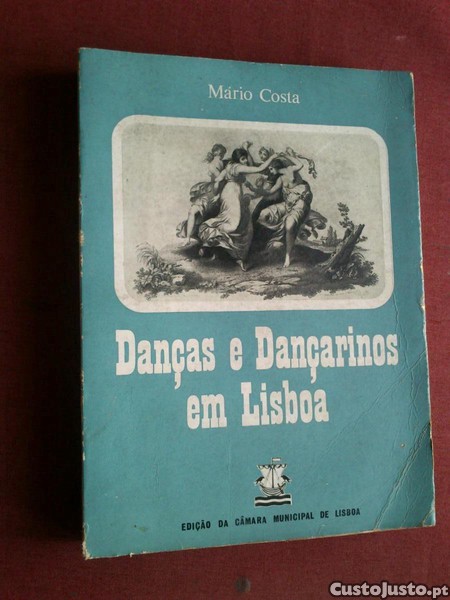 Mário Costa
Danças e Dançarinos
em Lisboa
EDIÇÃO DA CÂMARA MUNICIPAL DE LISBOA
CustoJusto.pt